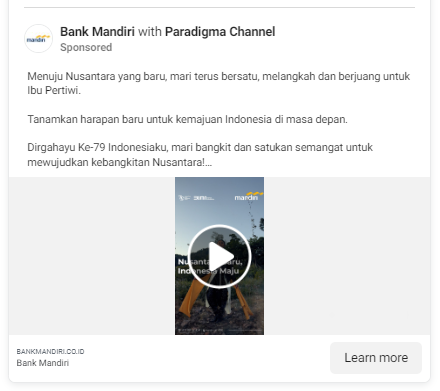 Bank Mandiri with Paradigma Channel
Sponsored
mandiri
Menuju Nusantara yang baru, mari terus bersatu, melangkah dan berjuang untuk
Ibu Pertiwi.
Tanamkan harapan baru untuk kemajuan Indonesia di masa depan.
Dirgahayu Ke-79 Indonesiaku, mari bangkit dan satukan semangat untuk
mewujudkan kebangkitan Nusantara!...
mandiri
Nusantara Baru,
Indonesia Maju
BANKMANDIRI.CO.ID
Bank Mandiri
Learn more